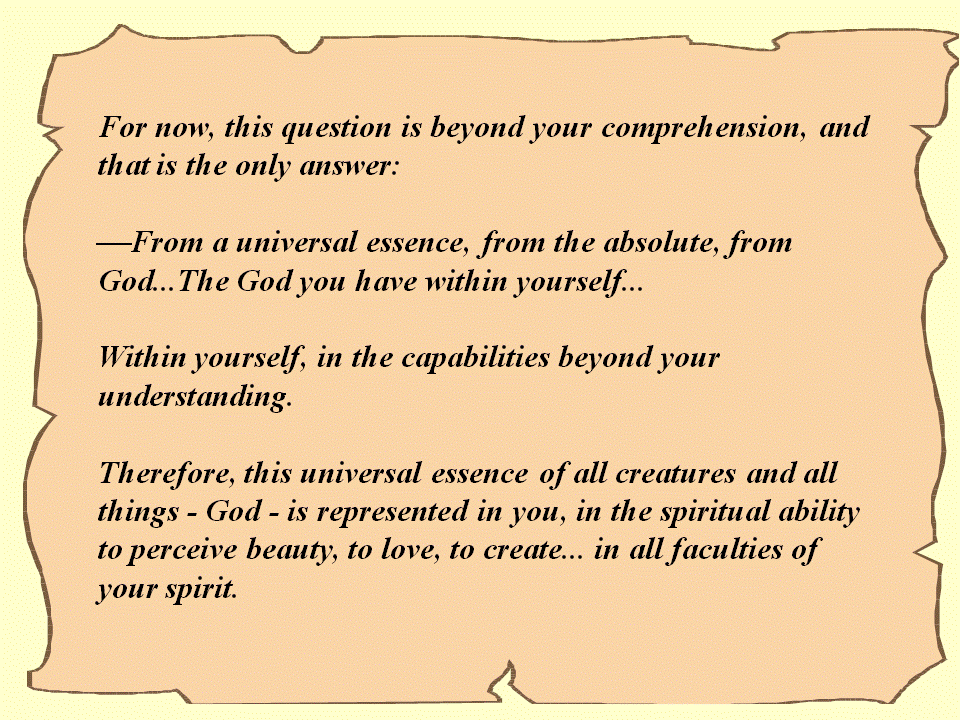 For now, this question is beyond your comprehension, and
that is the only answer:
—From a universal essence, from the absolute, from
God...The God you have within yourself...
Within yourself, in the capabilities beyond your
understanding.
Therefore, this universal essence of all creatures and all
things - God - is represented in you, in the spiritual ability
to perceive beauty, to love, to create... in all faculties of
your spirit.